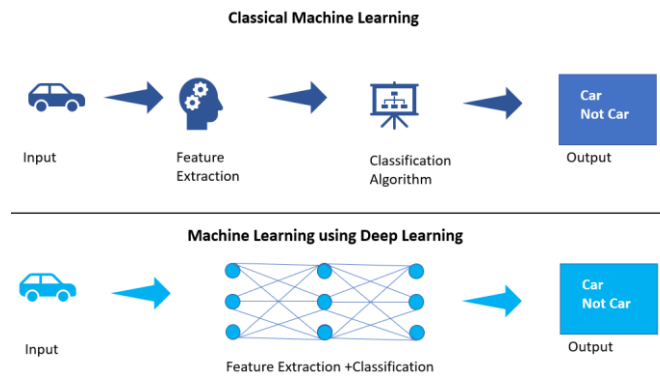 Classical Machine Learning
Car
Not Car
Input
Feature
Extraction
Classification
Algorithm
Output
Machine Learning using Deep Learning
Car
Not Car
Input
Output
Feature Extraction +Classification